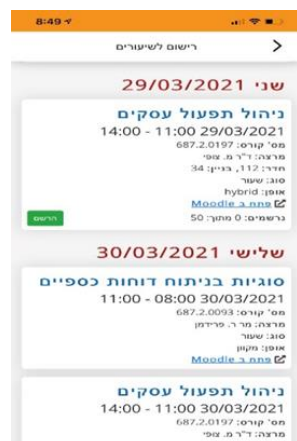 8:49
רישום לשיעורים
שני 29/03/2021
ניהול תפעול עסקים
14:00 - 11:00 29/03/2021
מס' קורס: 687.2.0197
מרצה: ד"ר מ. צופי
חדר: 112, בניין: 34
סוג: שעור
אופן: hybrid
פתח ב Moodle
נרשמים: 0 מתוך: 50
הרשם
שלישי 30/03/2021
סוגיות בניתוח דוחות כספיים
11:00 - 08:00 30/03/2021
מס' קורס: 687.2.0093
מרצה: מר ר. פרידמן
סוג: שעור
אופן: מקוון
פתח ב Moodle
ניהול תפעול עסקים
14:00 - 11:00 30/03/2021
מס' קורס: 687.2.0197
מרצה: ד"ר מ. צופי